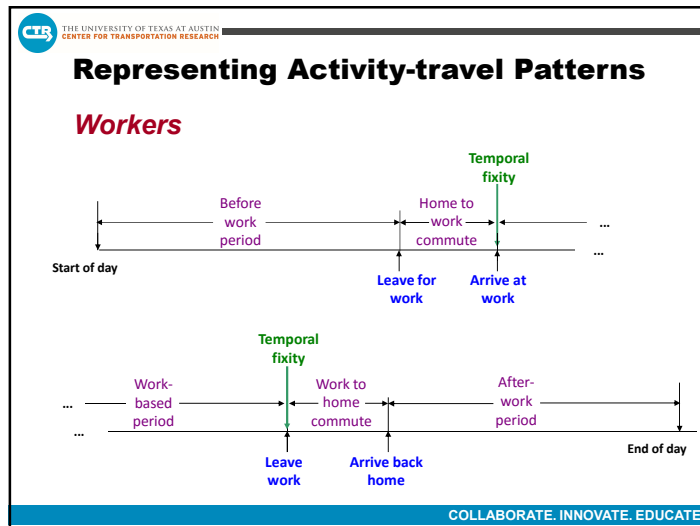 CTR
THE UNIVERSITY OF TEXAS AT AUSTIN
CENTER FOR TRANSPORTATION RESEARCH
Representing Activity-travel Patterns
Workers
Temporal
fixity
Before
work
period
Home to
work
commute
...
...
Start of day
Leave for
work
Arrive at
work
Temporal
fixity
Work-
based
period
Work to
home
commute
After-
work
period
...
...
End of day
Leave
work
Arrive back
home
COLLABORATE. INNOVATE. EDUCATE